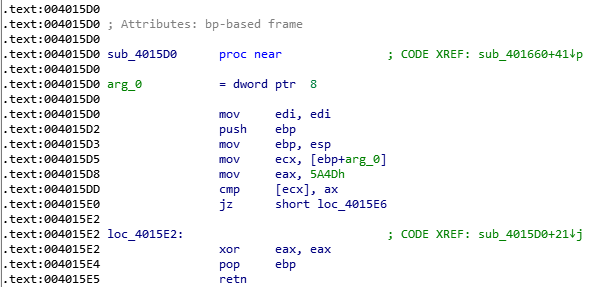 .text:004015D0
.text:004015D0 ; Attributes: bp-based frame
.text:004015D0
.text:004015D0 sub_4015D0 proc near ; CODE XREF: sub_401660+41↓p
.text:004015D0
.text:004015D0 arg_0 = dword ptr 8
.text:004015D0
.text:004015D0 mov edi, edi
.text:004015D2 push ebp
.text:004015D3 mov ebp, esp
.text:004015D5 mov ecx, [ebp+arg_0]
.text:004015D8 mov eax, 5A4Dh
.text:004015DD cmp [ecx], ax
.text:004015E0 jz short loc_4015E6
.text:004015E2
.text:004015E2 loc_4015E2: ; CODE XREF: sub_4015D0+21↓j
.text:004015E2 xor eax, eax
.text:004015E4 pop ebp
.text:004015E5 retn